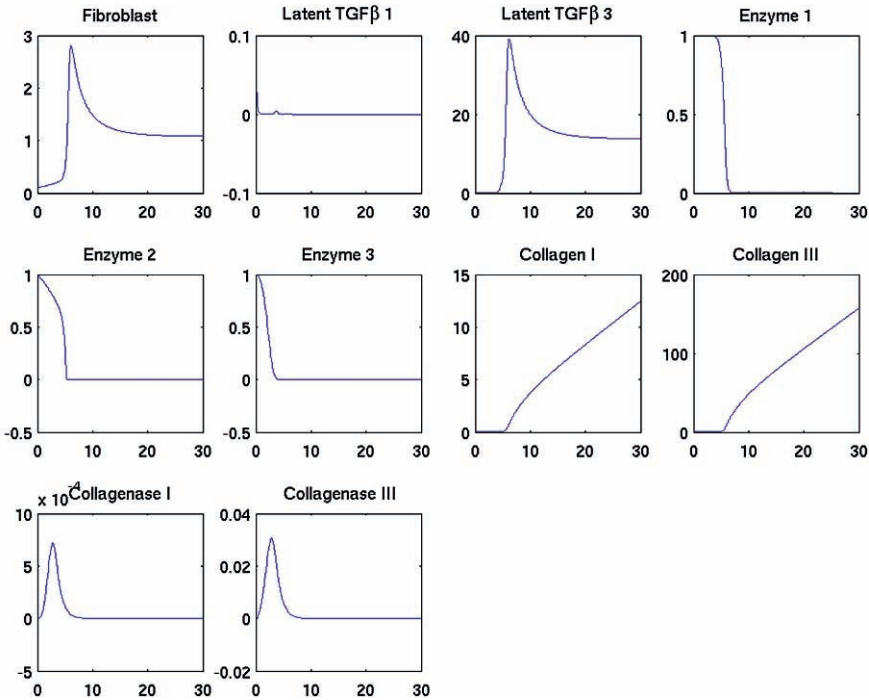 Fibroblast
3
2
1
0
0 10 20 30
Latent TGFβ 1
0.1
0
-0.1
0 10 20 30
Latent TGFβ 3
40
20
0
0 10 20 30
Enzyme 1
1
0.5
0
0 10 20 30
Enzyme 2
1
0.5
0
-0.5
0 10 20 30
Enzyme 3
1
0.5
0
-0.5
0 10 20 30
Collagen I
15
10
5
0
0 10 20 30
Collagen III
200
100
0
0 10 20 30
x 10^-4
Collagenase I
10
5
0
-5
0 10 20 30
Collagenase III
0.04
0.02
0
-0.02
0 10 20 30